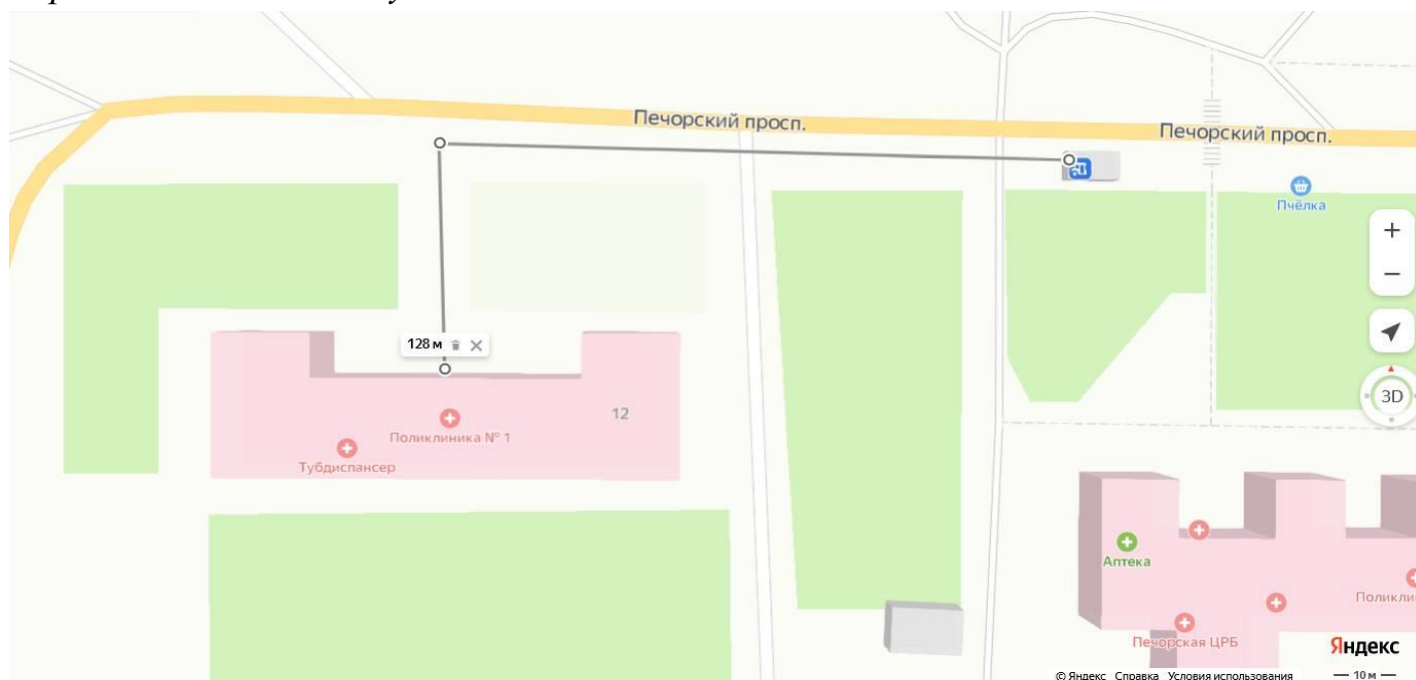 Печорский просп.
Печорский просп.
Пчёлка
128 м
12
3D
Поликлиника № 1
Тубдиспансер
Аптека
Поликли
Печорская ЦРБ
Яндекс
© Яндекс Справка Условия использования
10 м